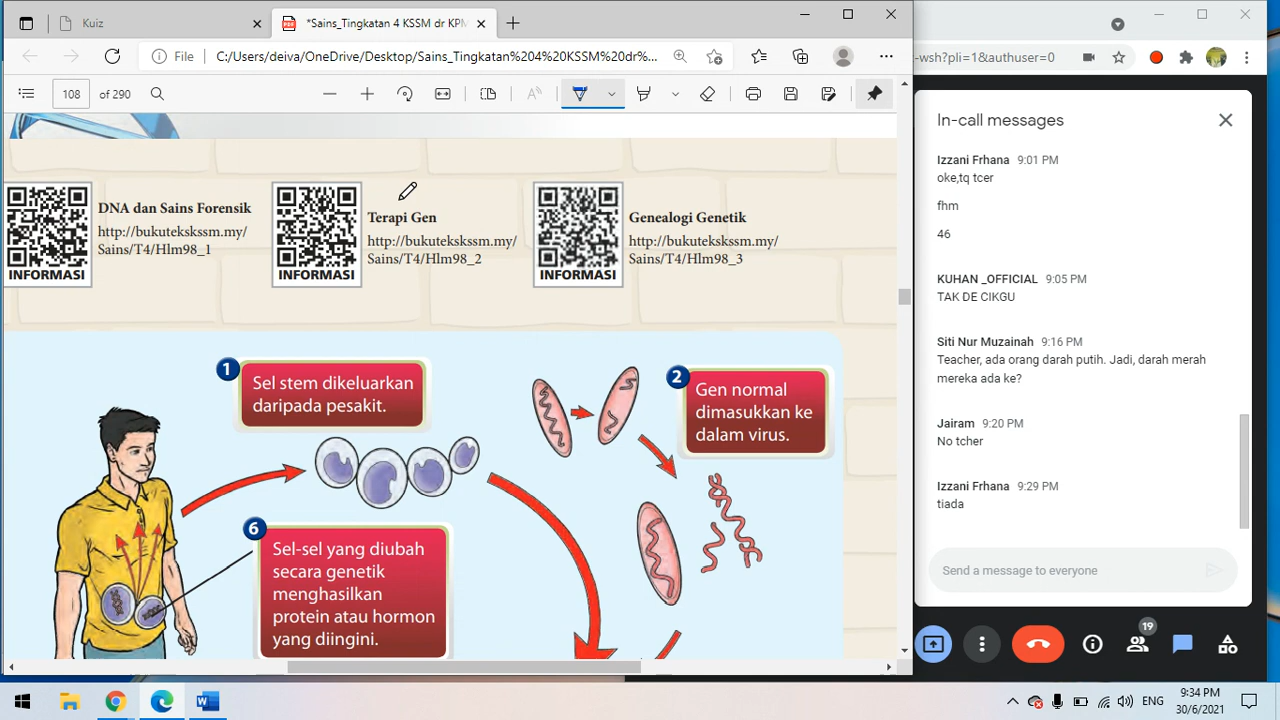 Kuiz
*Sains_Tingkatan 4 KSSM dr KPM
File
C:/Users/deiva/OneDrive/Desktop/Sains_Tingkatan%204%20KSSM%20dr%...
108 of 290
DNA dan Sains Forensik
http://bukutekskssm.my/
Sains/T4/Hlm98_1
INFORMASI
Terapi Gen
http://bukutekskssm.my/
Sains/T4/Hlm98_2
INFORMASI
Genealogi Genetik
http://bukutekskssm.my/
Sains/T4/Hlm98_3
INFORMASI
1
Sel stem dikeluarkan
daripada pesakit.
2
Gen normal
dimasukkan ke
dalam virus.
6
Sel-sel yang diubah
secara genetik
menghasilkan
protein atau hormon
yang diingini.
-wsh?pli=1&authuser=0
In-call messages
Izzani Frhana 9:01 PM
oke,tq tcer
fhm
46
KUHAN _OFFICIAL 9:05 PM
TAK DE CIKGU
Siti Nur Muzainah 9:16 PM
Teacher, ada orang darah putih. Jadi, darah merah
mereka ada ke?
Jairam 9:20 PM
No tcher
Izzani Frhana 9:29 PM
tiada
Send a message to everyone
19
ENG
9:34 PM
30/6/2021